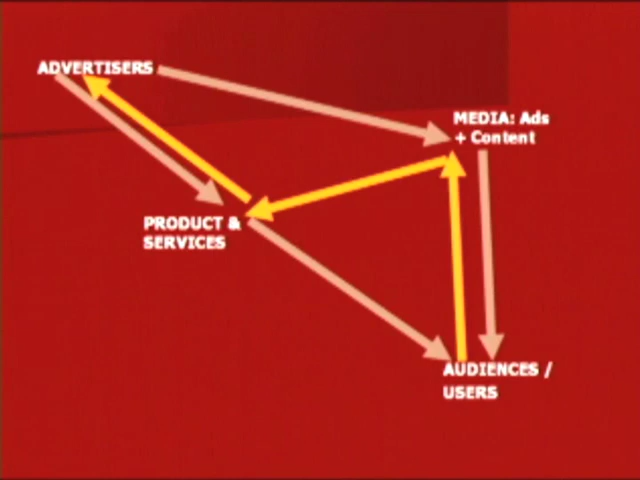 ADVERTISERS
MEDIA: Ads
+ Content
PRODUCT &
SERVICES
AUDIENCES /
USERS